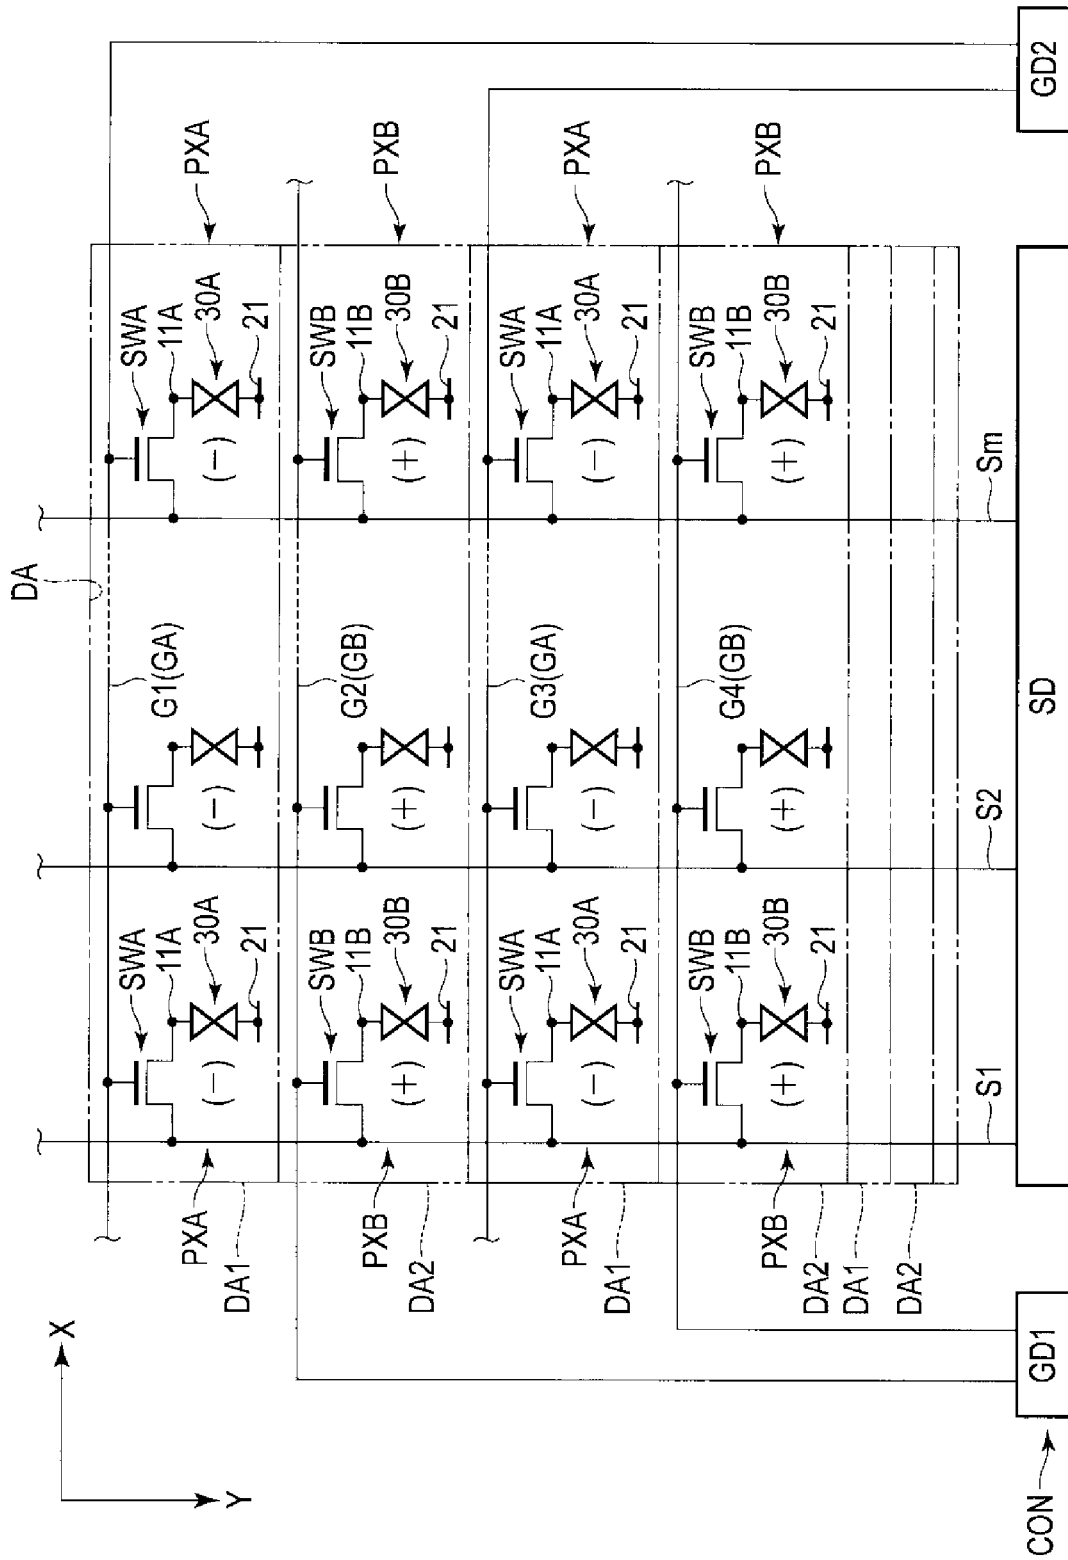 DA
X
SWA SWA
11A G1(GA) 11A
PXA PXA
(−) 30A (−) (−) 30A
Y DA1 21 21
SWB SWB
11B G2(GB) 11B
PXB PXB
(+) 30B (+) (+) 30B
DA2 21 21
SWA SWA
11A G3(GA) 11A
PXA PXA
(−) 30A (−) (−) 30A
DA1 21 21
SWB SWB
11B G4(GB) 11B
PXB PXB
(+) 30B (+) (+) 30B
DA2 21 21
DA1
DA2
S1 S2 Sm
CON GD1 SD GD2